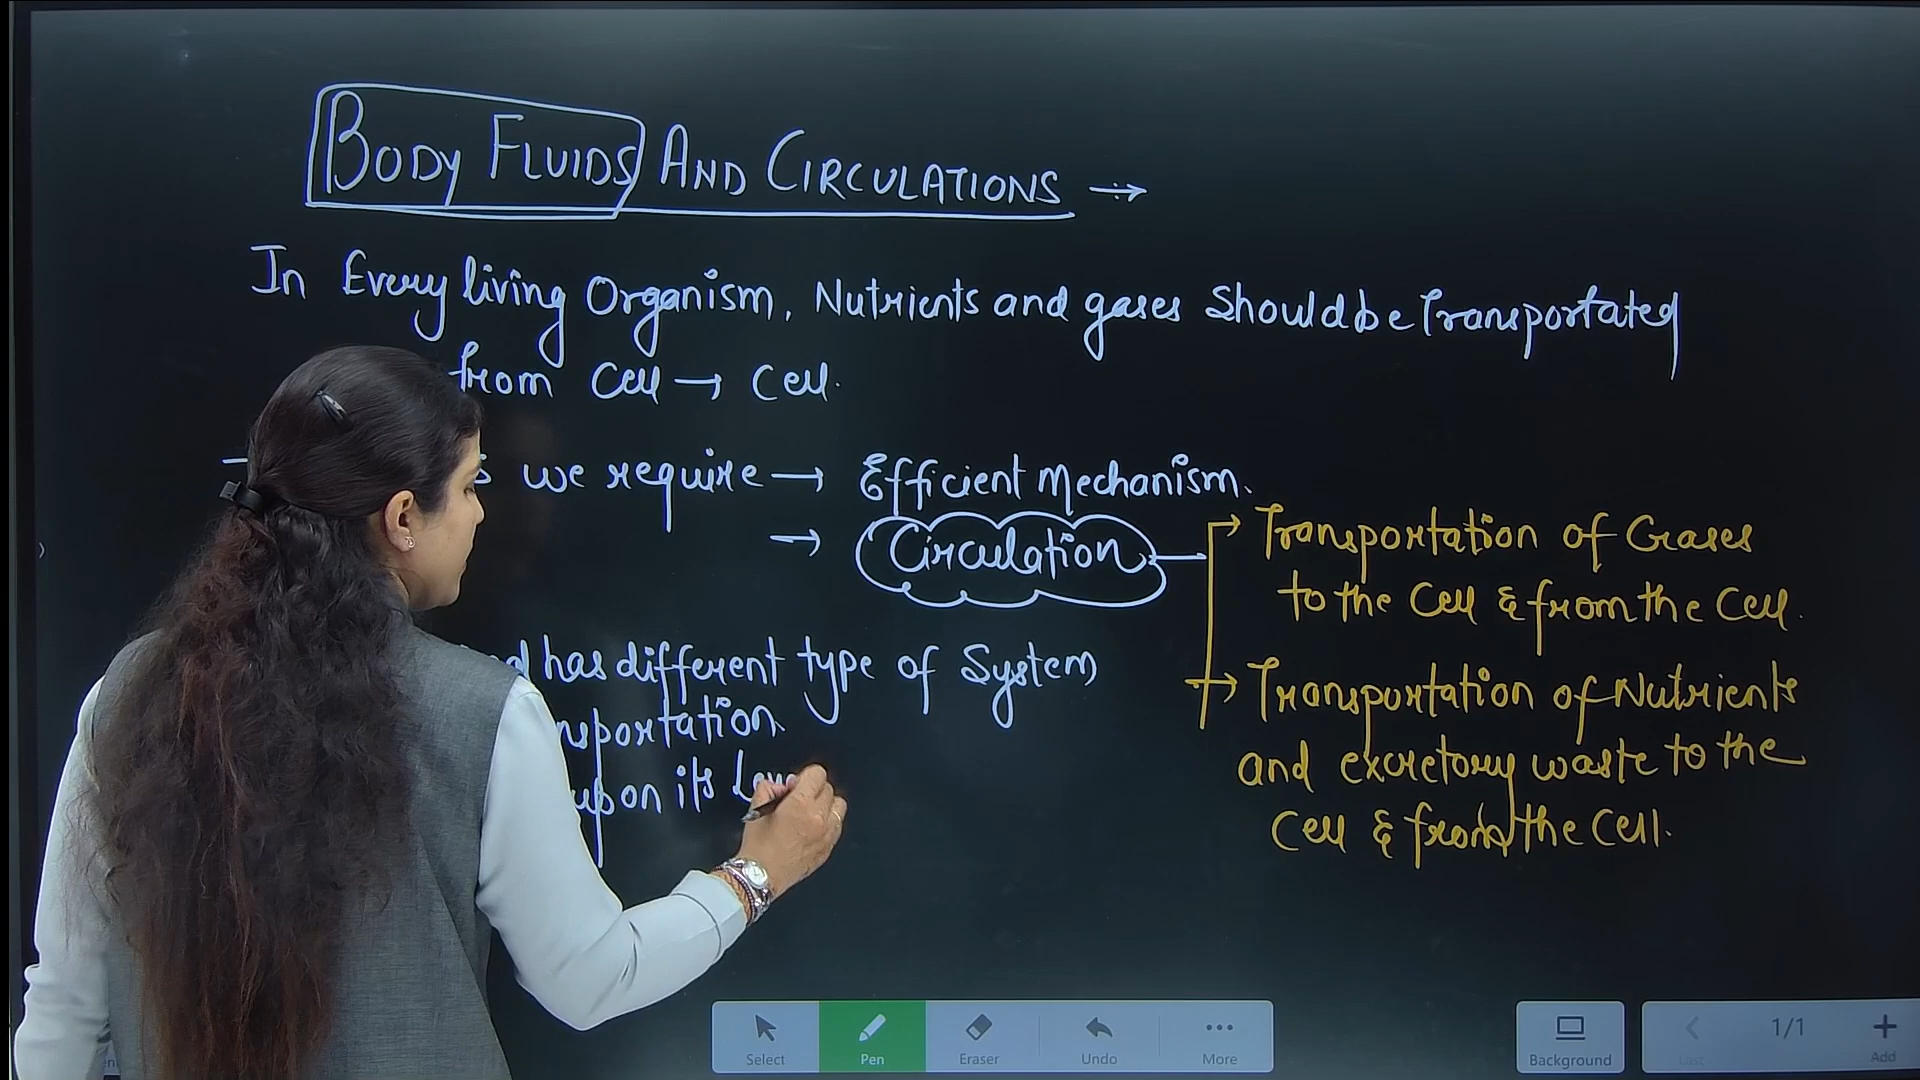 BODY FLUIDS AND CIRCULATIONS →
In Every living Organism, Nutrients and gases Should be Transportated
from Cell → Cell.
we require → Efficient Mechanism.
→ Circulation
Transportation of Gases
to the Cell & from the Cell.
has different type of System
upon its
Transportation of Nutrients
and excretory waste to the
Cell & from the Cell.
Select
Pen
Eraser
Undo
More
Background
1/1
Last
Add